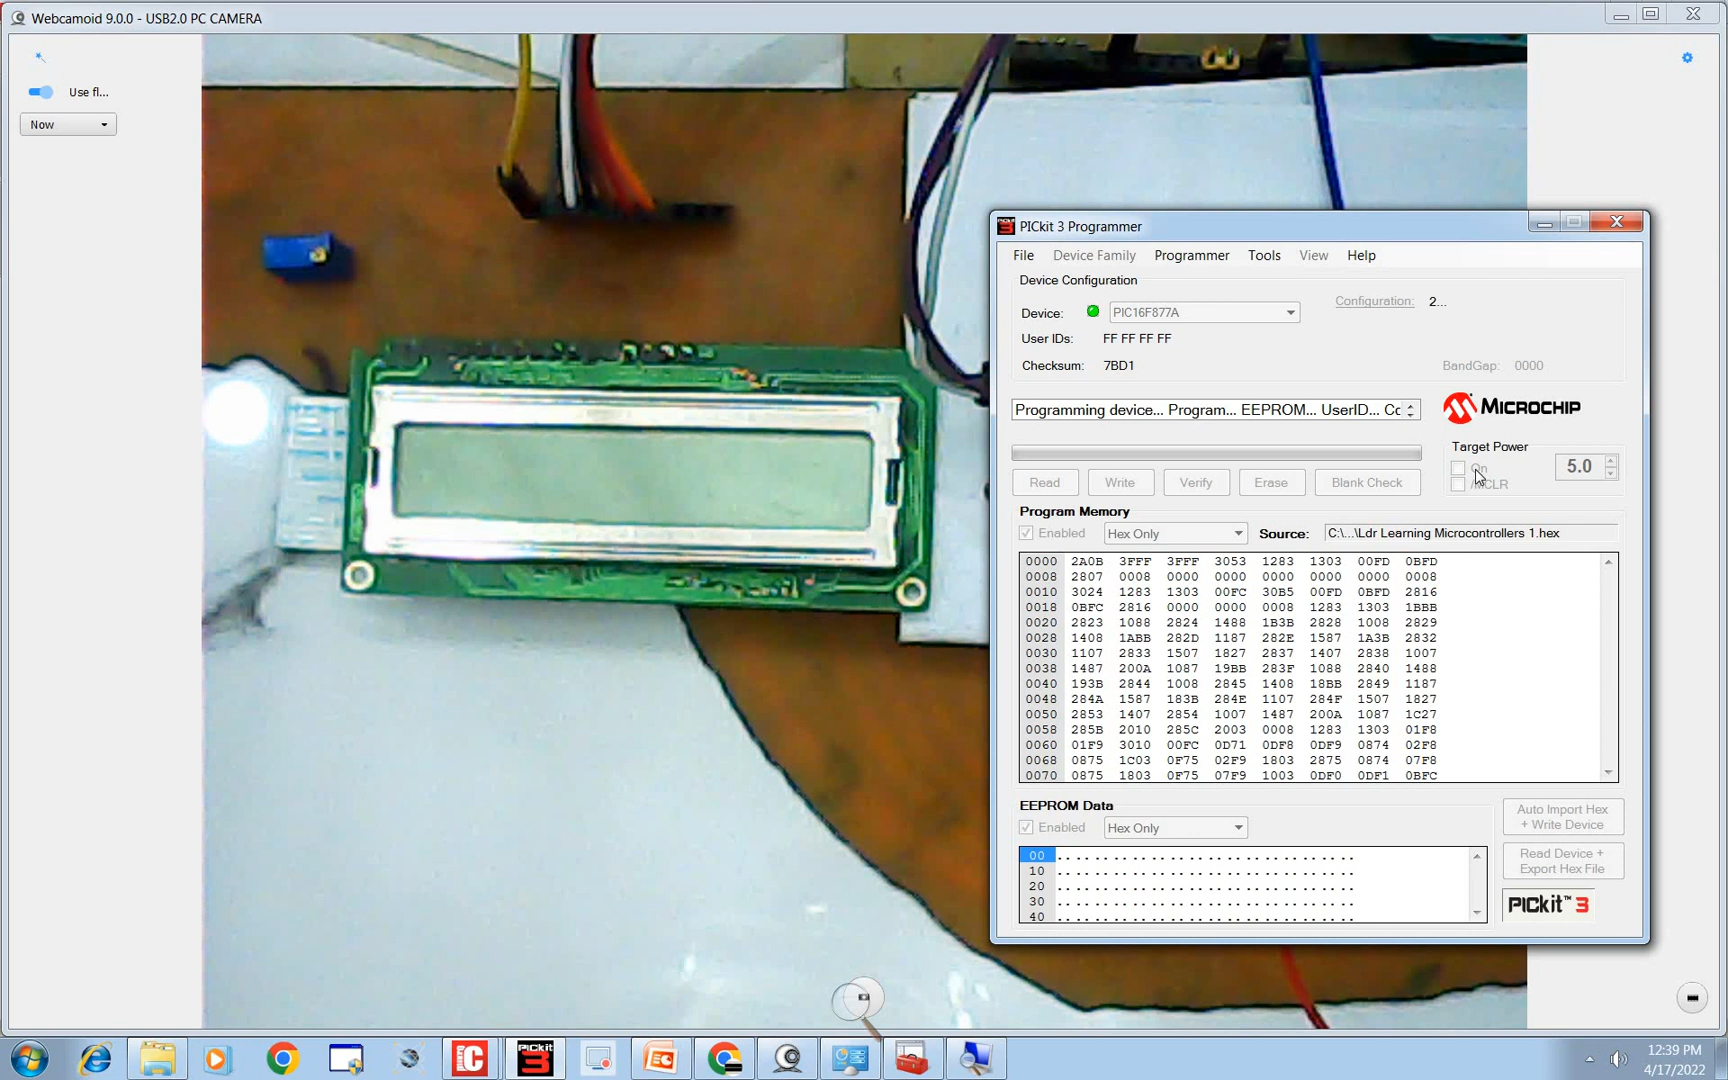 Webcamoid 9.0.0 - USB2.0 PC CAMERA
Use fl...
Now
PICkit 3 Programmer
File Device Family Programmer Tools View Help
Device Configuration
Device: PIC16F877A Configuration: 2...
User IDs: FF FF FF FF
Checksum: 7BD1 BandGap: 0000
Programming device... Program... EEPROM... UserID... Cc
MICROCHIP
Target Power
On 5.0
/MCLR
Read Write Verify Erase Blank Check
Program Memory
Enabled Hex Only Source: C:\...\Ldr Learning Microcontrollers 1.hex
0000 2A0B 3FFF 3FFF 3053 1283 1303 00FD 0BFD
0008 2807 0008 0000 0000 0000 0000 0000 0008
0010 3024 1283 1303 00FC 30B5 00FD 0BFD 2816
0018 0BFC 2816 0000 0000 0008 1283 1303 1BBB
0020 2823 1088 2824 1488 1B3B 2828 1008 2829
0028 1408 1ABB 282D 1187 282E 1587 1A3B 2832
0030 1107 2833 1507 1827 2837 1407 2838 1007
0038 1487 200A 1087 19BB 283F 1088 2840 1488
0040 193B 2844 1008 2845 1408 18BB 2849 1187
0048 284A 1587 183B 284E 1107 284F 1507 1827
0050 2853 1407 2854 1007 1487 200A 1087 1C27
0058 285B 2010 285C 2003 0008 1283 1303 01F8
0060 01F9 3010 00FC 0D71 0DF8 0DF9 0874 02F8
0068 0875 1C03 0F75 02F9 1803 2875 0874 07F8
0070 0875 1803 0F75 07F9 1003 0DF0 0DF1 0BFC
EEPROM Data
Enabled Hex Only
Auto Import Hex
+ Write Device
Read Device +
Export Hex File
00
10
20
30
40
PICkit™ 3
12:39 PM
4/17/2022